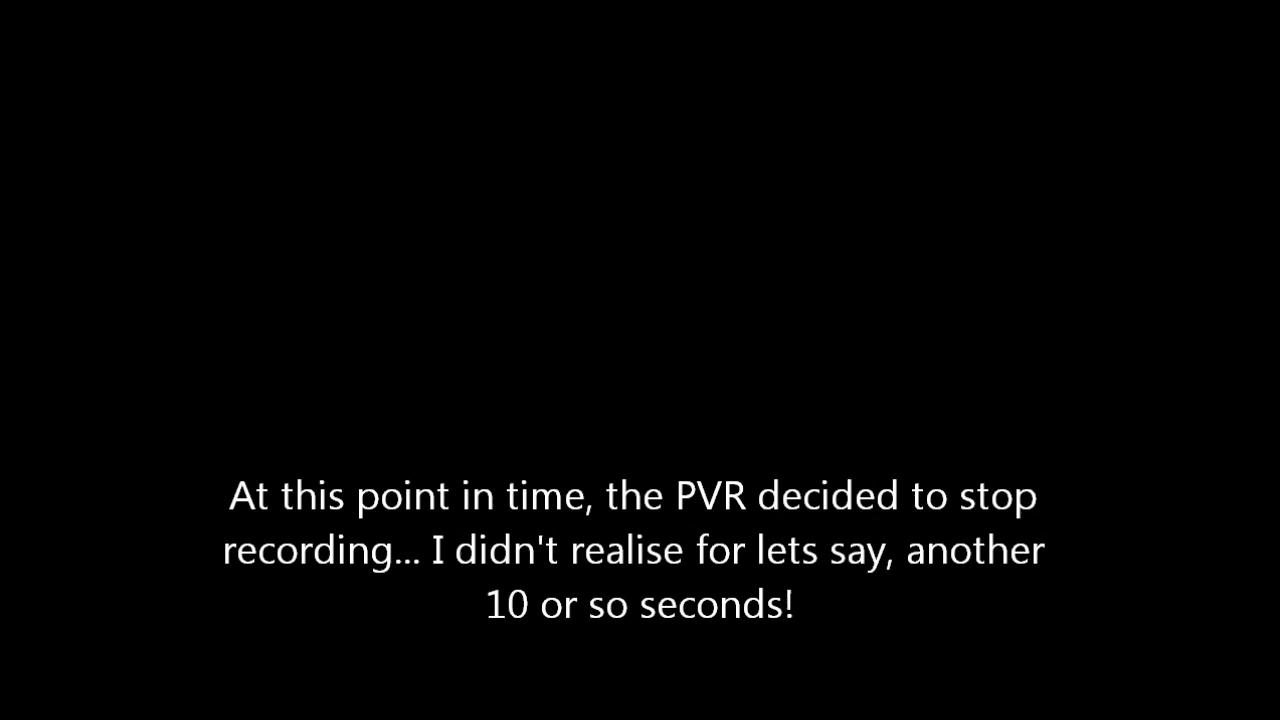 At this point in time, the PVR decided to stop
recording... I didn't realise for lets say, another
10 or so seconds!